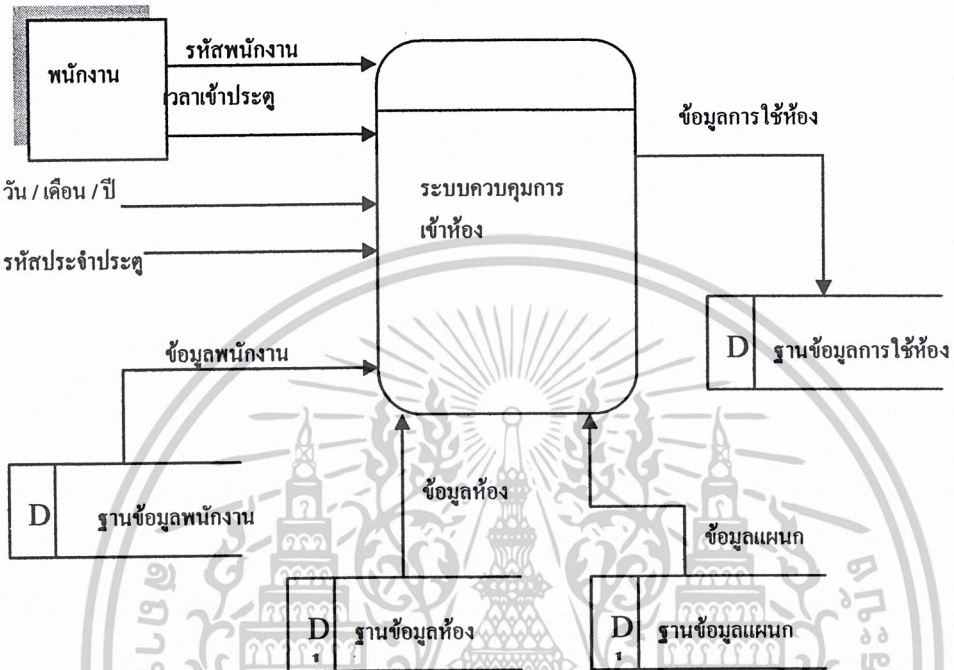 รหัสพนักงาน
พนักงาน
เวลาเข้าประตู
ข้อมูลการใช้ห้อง
วัน / เดือน / ปี
ระบบควบคุมการ
เข้าห้อง
รหัสประจำประตู
ข้อมูลพนักงาน
D ฐานข้อมูลการใช้ห้อง
ข้อมูลห้อง
D ฐานข้อมูลพนักงาน
ข้อมูลแผนก
D ฐานข้อมูลห้อง
D ฐานข้อมูลแผนก